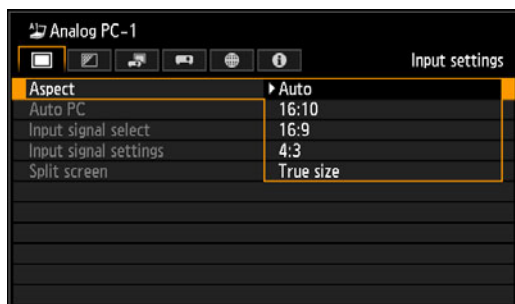 Analog PC-1
Input settings
Aspect
Auto
Auto PC
16:10
Input signal select
16:9
Input signal settings
4:3
Split screen
True size